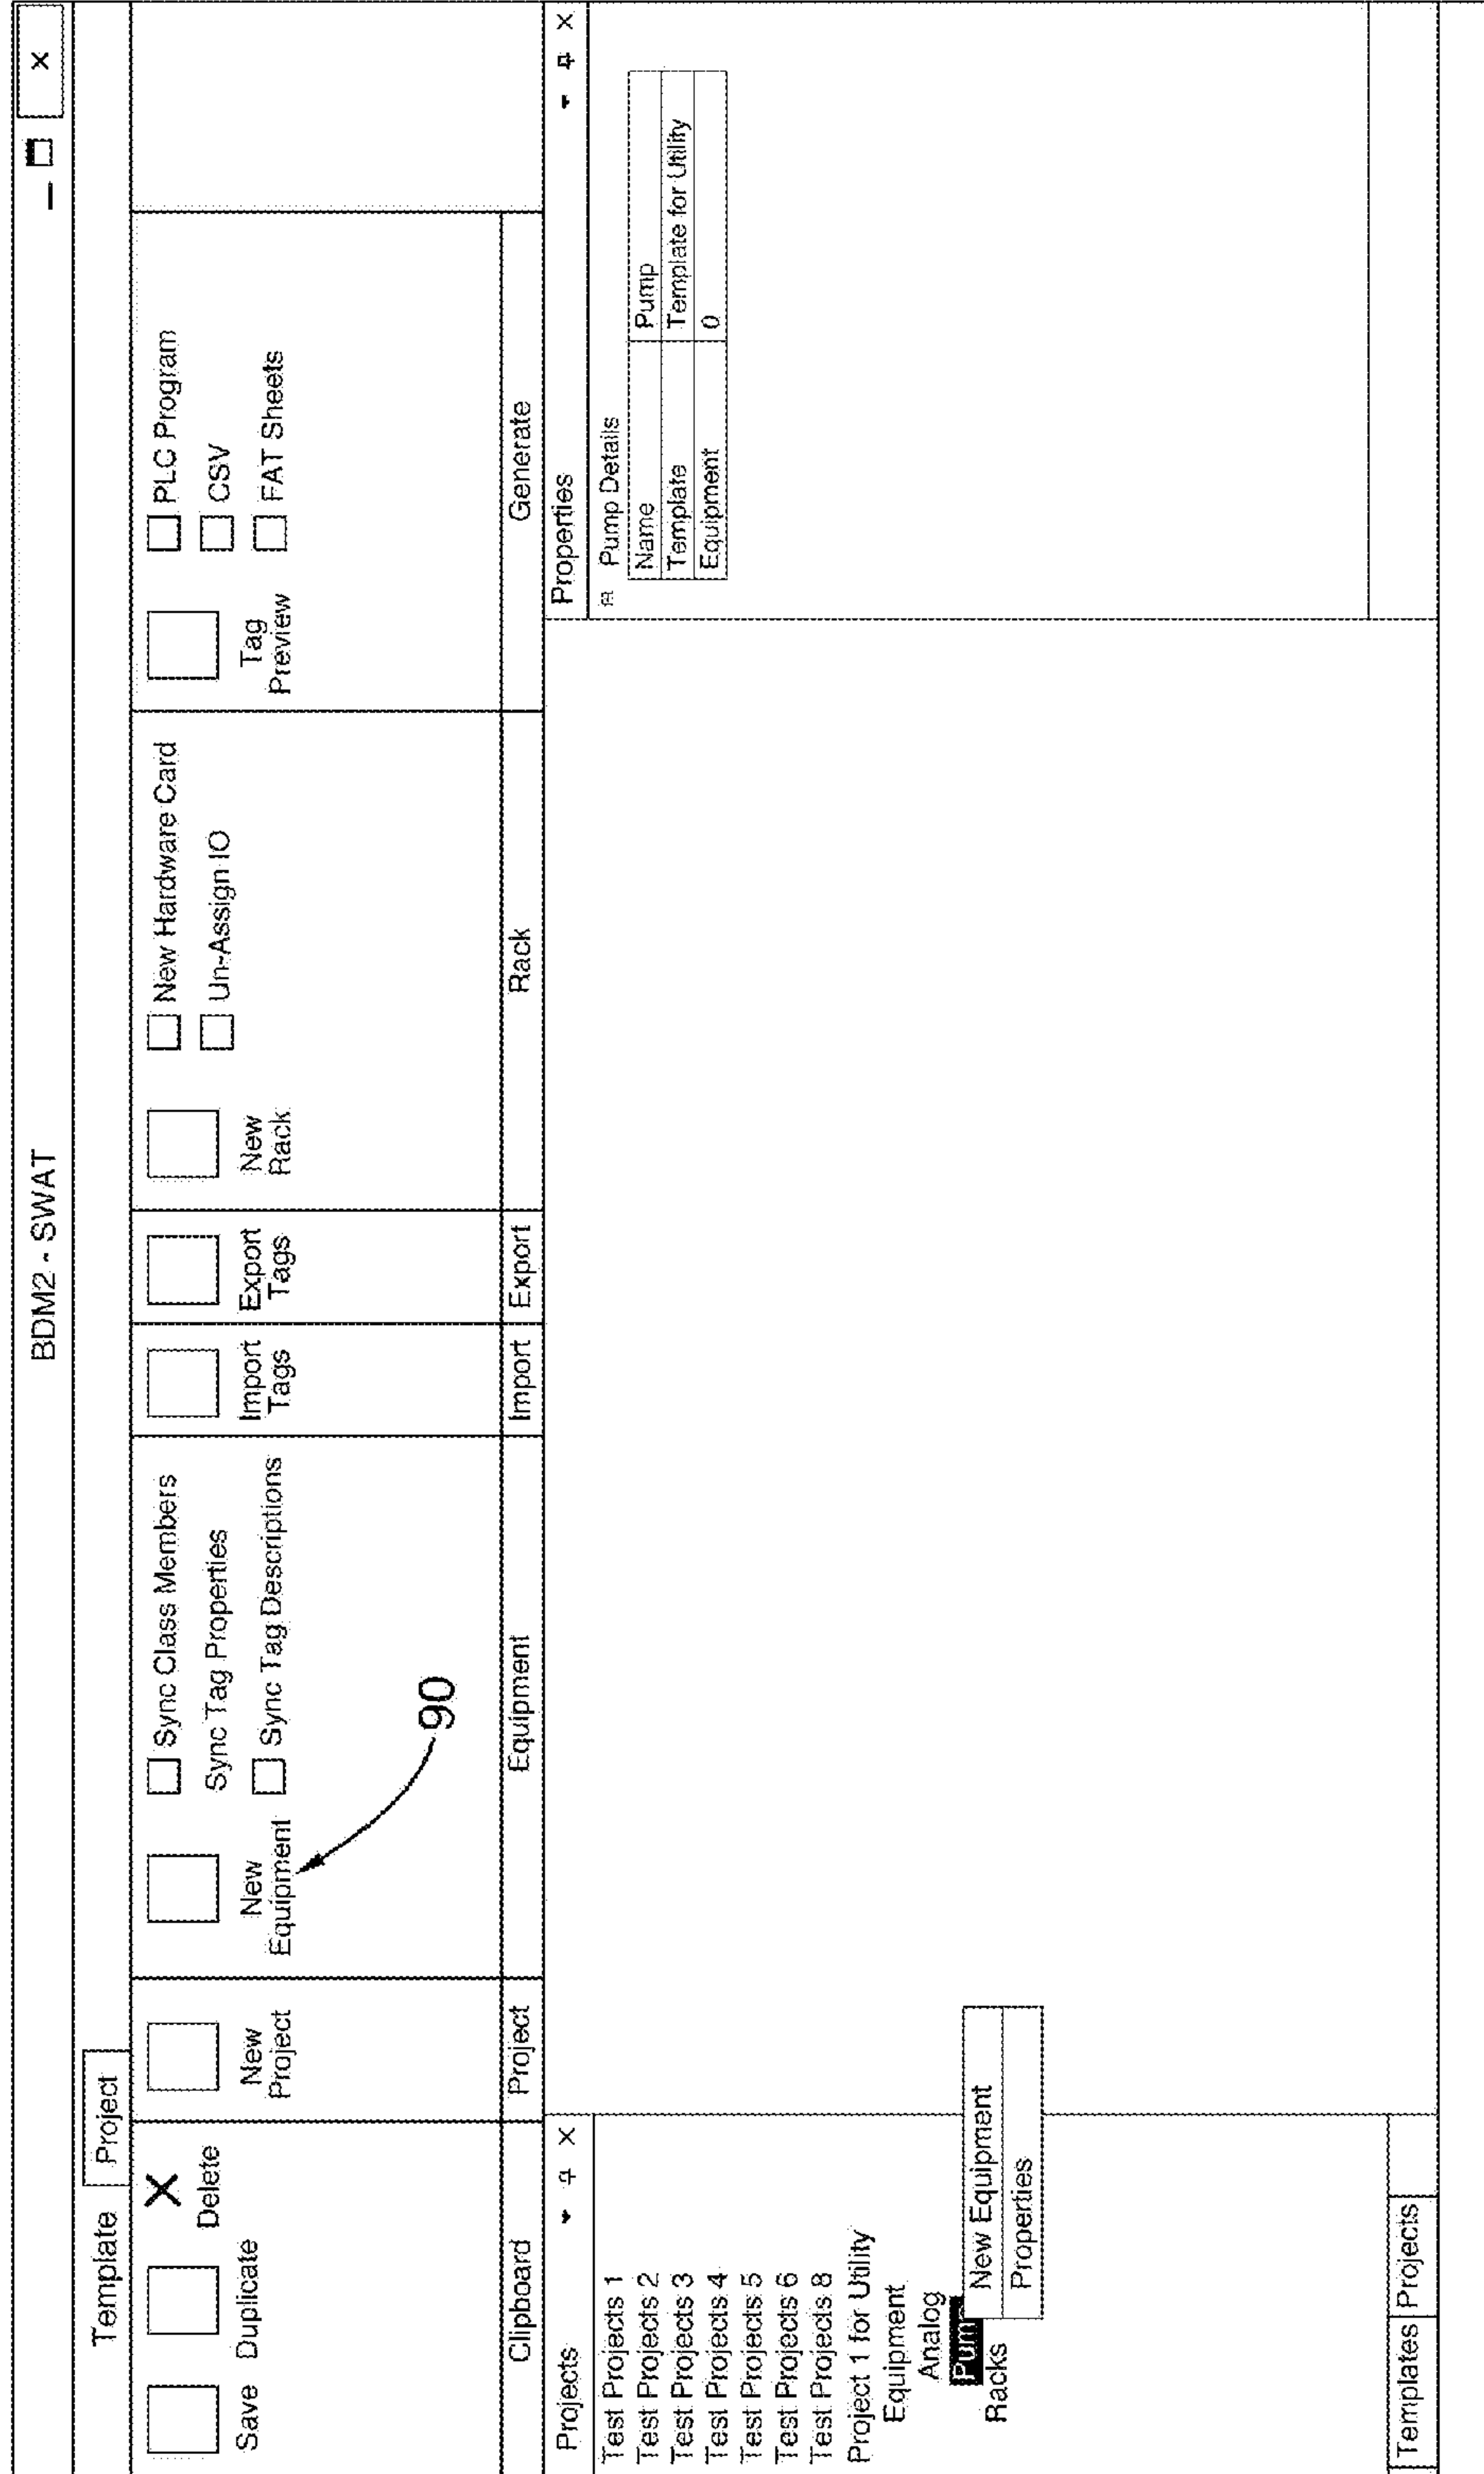 BDM2 - SWAT
×
Template Project
Save Duplicate × Delete
New
Project
New
Equipment
Sync Class Members
Sync Tag Properties
Sync Tag Descriptions
90
Import
Tags
Export
Tags
New
Rack
New Hardware Card
Un-Assign IO
Tag
Preview
PLC Program
CSV
FAT Sheets
Clipboard Project Equipment Import Export Rack Generate
Projects ×
Test Projects 1
Test Projects 2
Test Projects 3
Test Projects 4
Test Projects 5
Test Projects 6
Test Projects 8
Project 1 for Utility
Equipment
Analog
Pum
Racks
New Equipment
Properties
Templates Projects
Properties ×
Pump Details
Name Pump
Template Template for Utility
Equipment 0